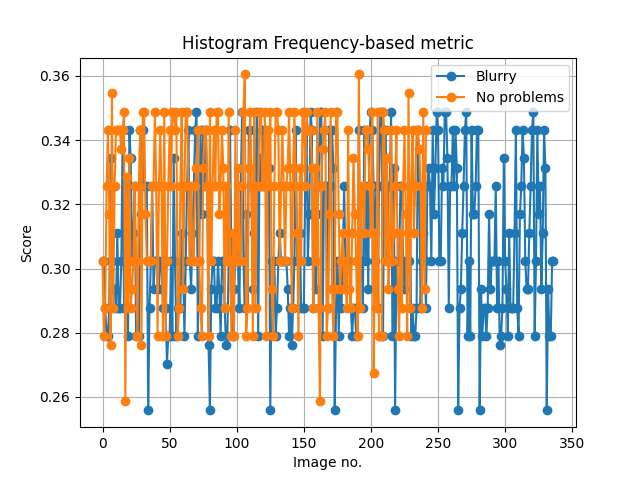 Histogram Frequency-based metric
Blurry
No problems
0.36
0.34
0.32
0.30
0.28
0.26
Score
0
50
100
150
200
250
300
350
Image no.